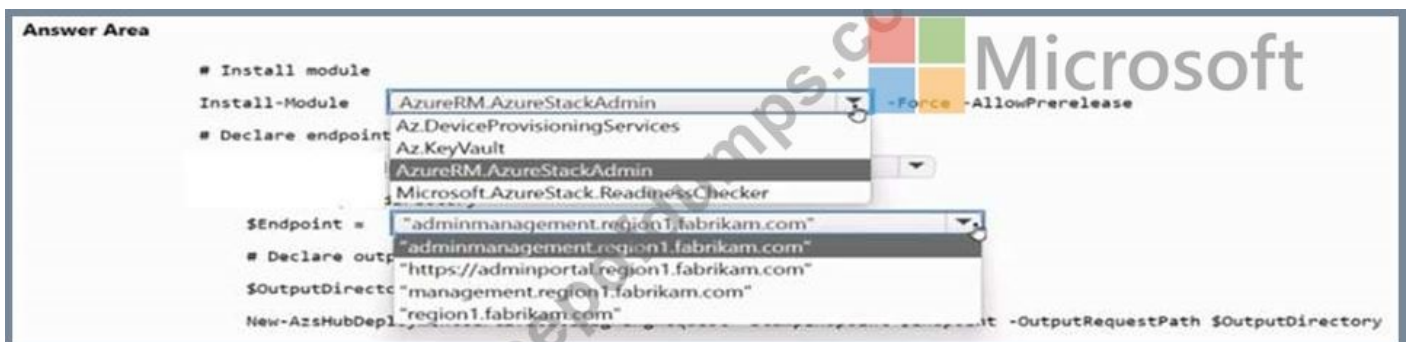 Answer Area
Microsoft
# Install module
Install-Module AzureRM.AzureStackAdmin -Force -AllowPrerelease
Az.DeviceProvisioningServices
# Declare endpoint
Az.KeyVault
AzureRM.AzureStackAdmin
Microsoft.AzureStack.ReadinessChecker
$Endpoint = "adminmanagement.region1.fabrikam.com"
"adminmanagement.region1.fabrikam.com"
# Declare outp
"https://adminportal.region1.fabrikam.com"
$OutputDirecto
"management.region1.fabrikam.com"
"region1.fabrikam.com"
New-AzsHubDepl -OutputRequestPath $OutputDirectory